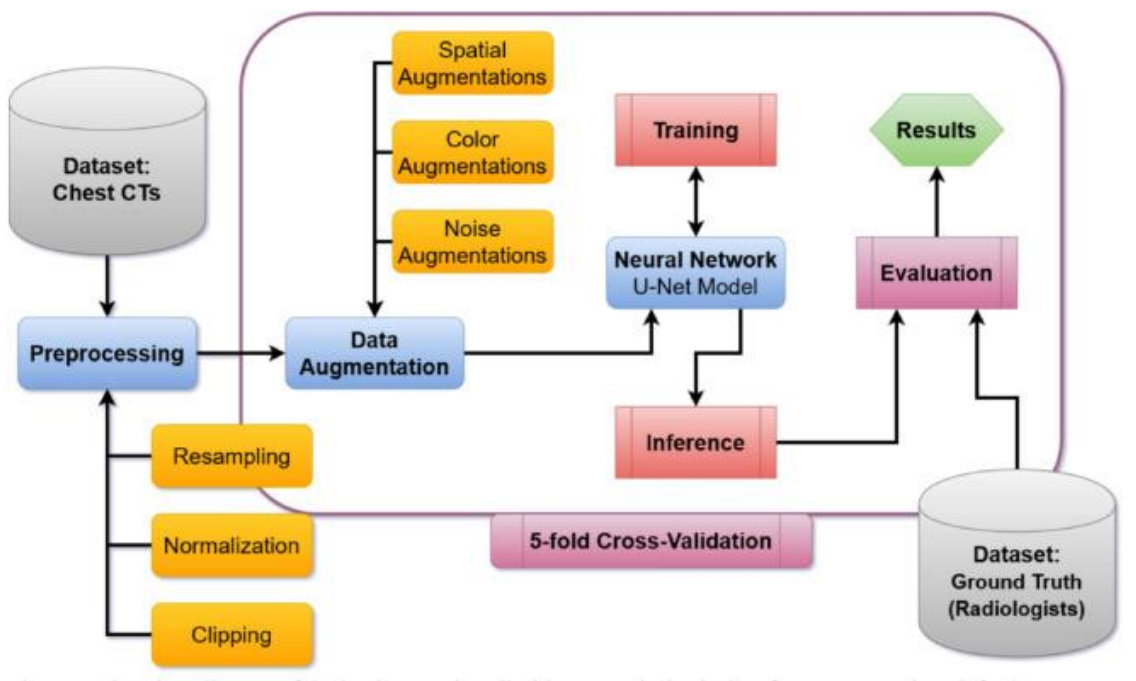 Spatial
Augmentations
Color
Augmentations
Noise
Augmentations
Dataset:
Chest CTs
Training
Results
Neural Network
U-Net Model
Evaluation
Preprocessing
Data
Augmentation
Resampling
Normalization
Clipping
Inference
5-fold Cross-Validation
Dataset:
Ground Truth
(Radiologists)